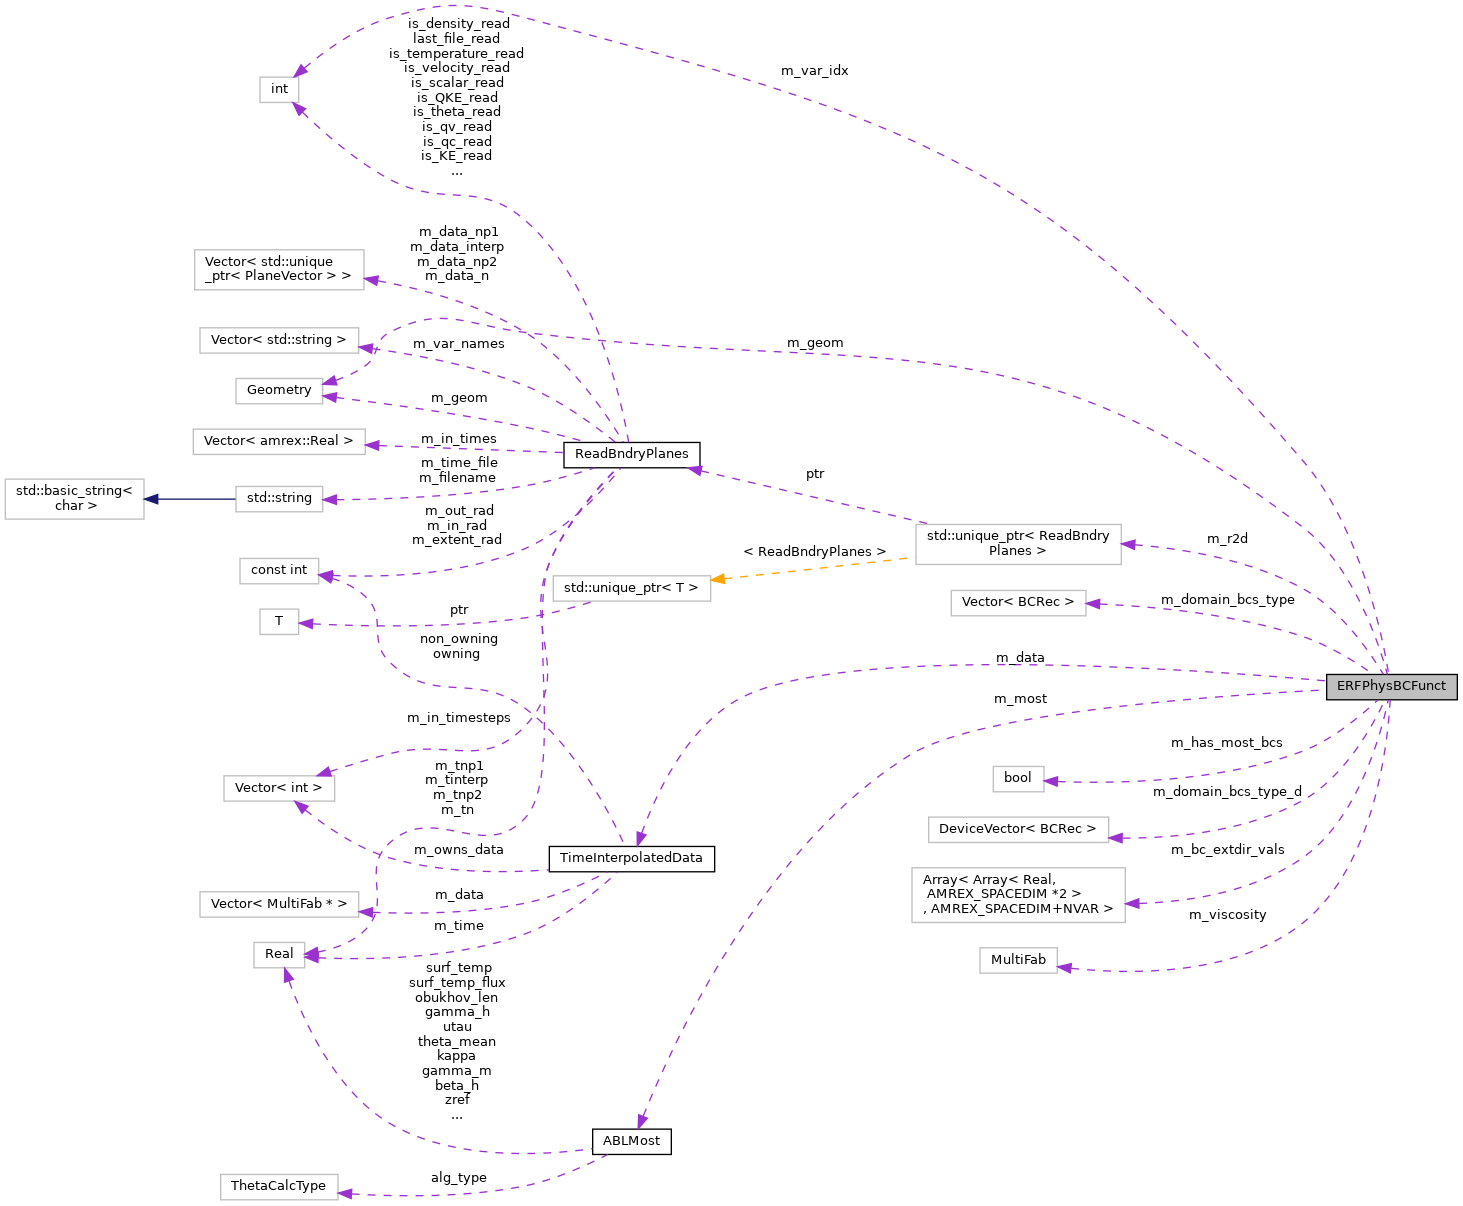 is_density_read
last_file_read
is_temperature_read
is_velocity_read
is_scalar_read
is_QKE_read
is_theta_read
is_qv_read
is_qc_read
is_KE_read
...
m_var_idx
int
m_data_np1
m_data_interp
m_data_np2
m_data_n
Vector< std::unique
_ptr< PlaneVector > >
Vector< std::string >
m_var_names
m_geom
Geometry
m_geom
Vector< amrex::Real >
m_in_times
ReadBndryPlanes
m_time_file
m_filename
std::basic_string<
char >
std::string
ptr
m_out_rad
m_in_rad
m_extent_rad
std::unique_ptr< ReadBndry
Planes >
m_r2d
const int
< ReadBndryPlanes >
std::unique_ptr< T >
Vector< BCRec >
m_domain_bcs_type
T
ptr
non_owning
owning
m_data
ERFPhysBCFunct
m_most
m_in_timesteps
m_has_most_bcs
bool
m_tnp1
m_tinterp
m_tnp2
m_tn
Vector< int >
m_domain_bcs_type_d
DeviceVector< BCRec >
m_owns_data
TimeInterpolatedData
m_bc_extdir_vals
Array< Array< Real,
AMREX_SPACEDIM *2 >
, AMREX_SPACEDIM+NVAR >
Vector< MultiFab * >
m_data
m_viscosity
m_time
Real
MultiFab
surf_temp
surf_temp_flux
obukhov_len
gamma_h
utau
theta_mean
kappa
gamma_m
beta_h
zref
...
ABLMost
ThetaCalcType
alg_type